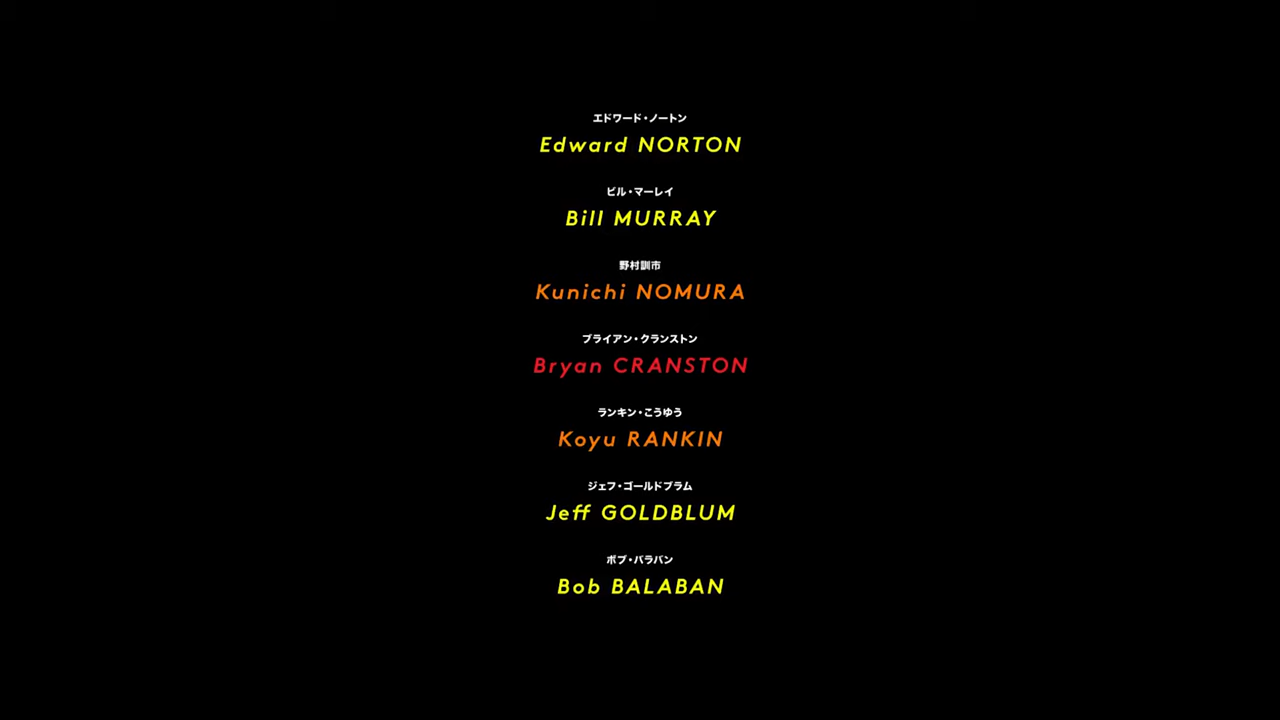 エドワード・ノートン
Edward NORTON
ビル・マーレイ
Bill MURRAY
野村訓市
Kunichi NOMURA
ブライアン・クランストン
Bryan CRANSTON
ランキン・こうゆう
Koyu RANKIN
ジェフ・ゴールドブラム
Jeff GOLDBLUM
ボブ・バラバン
Bob BALABAN